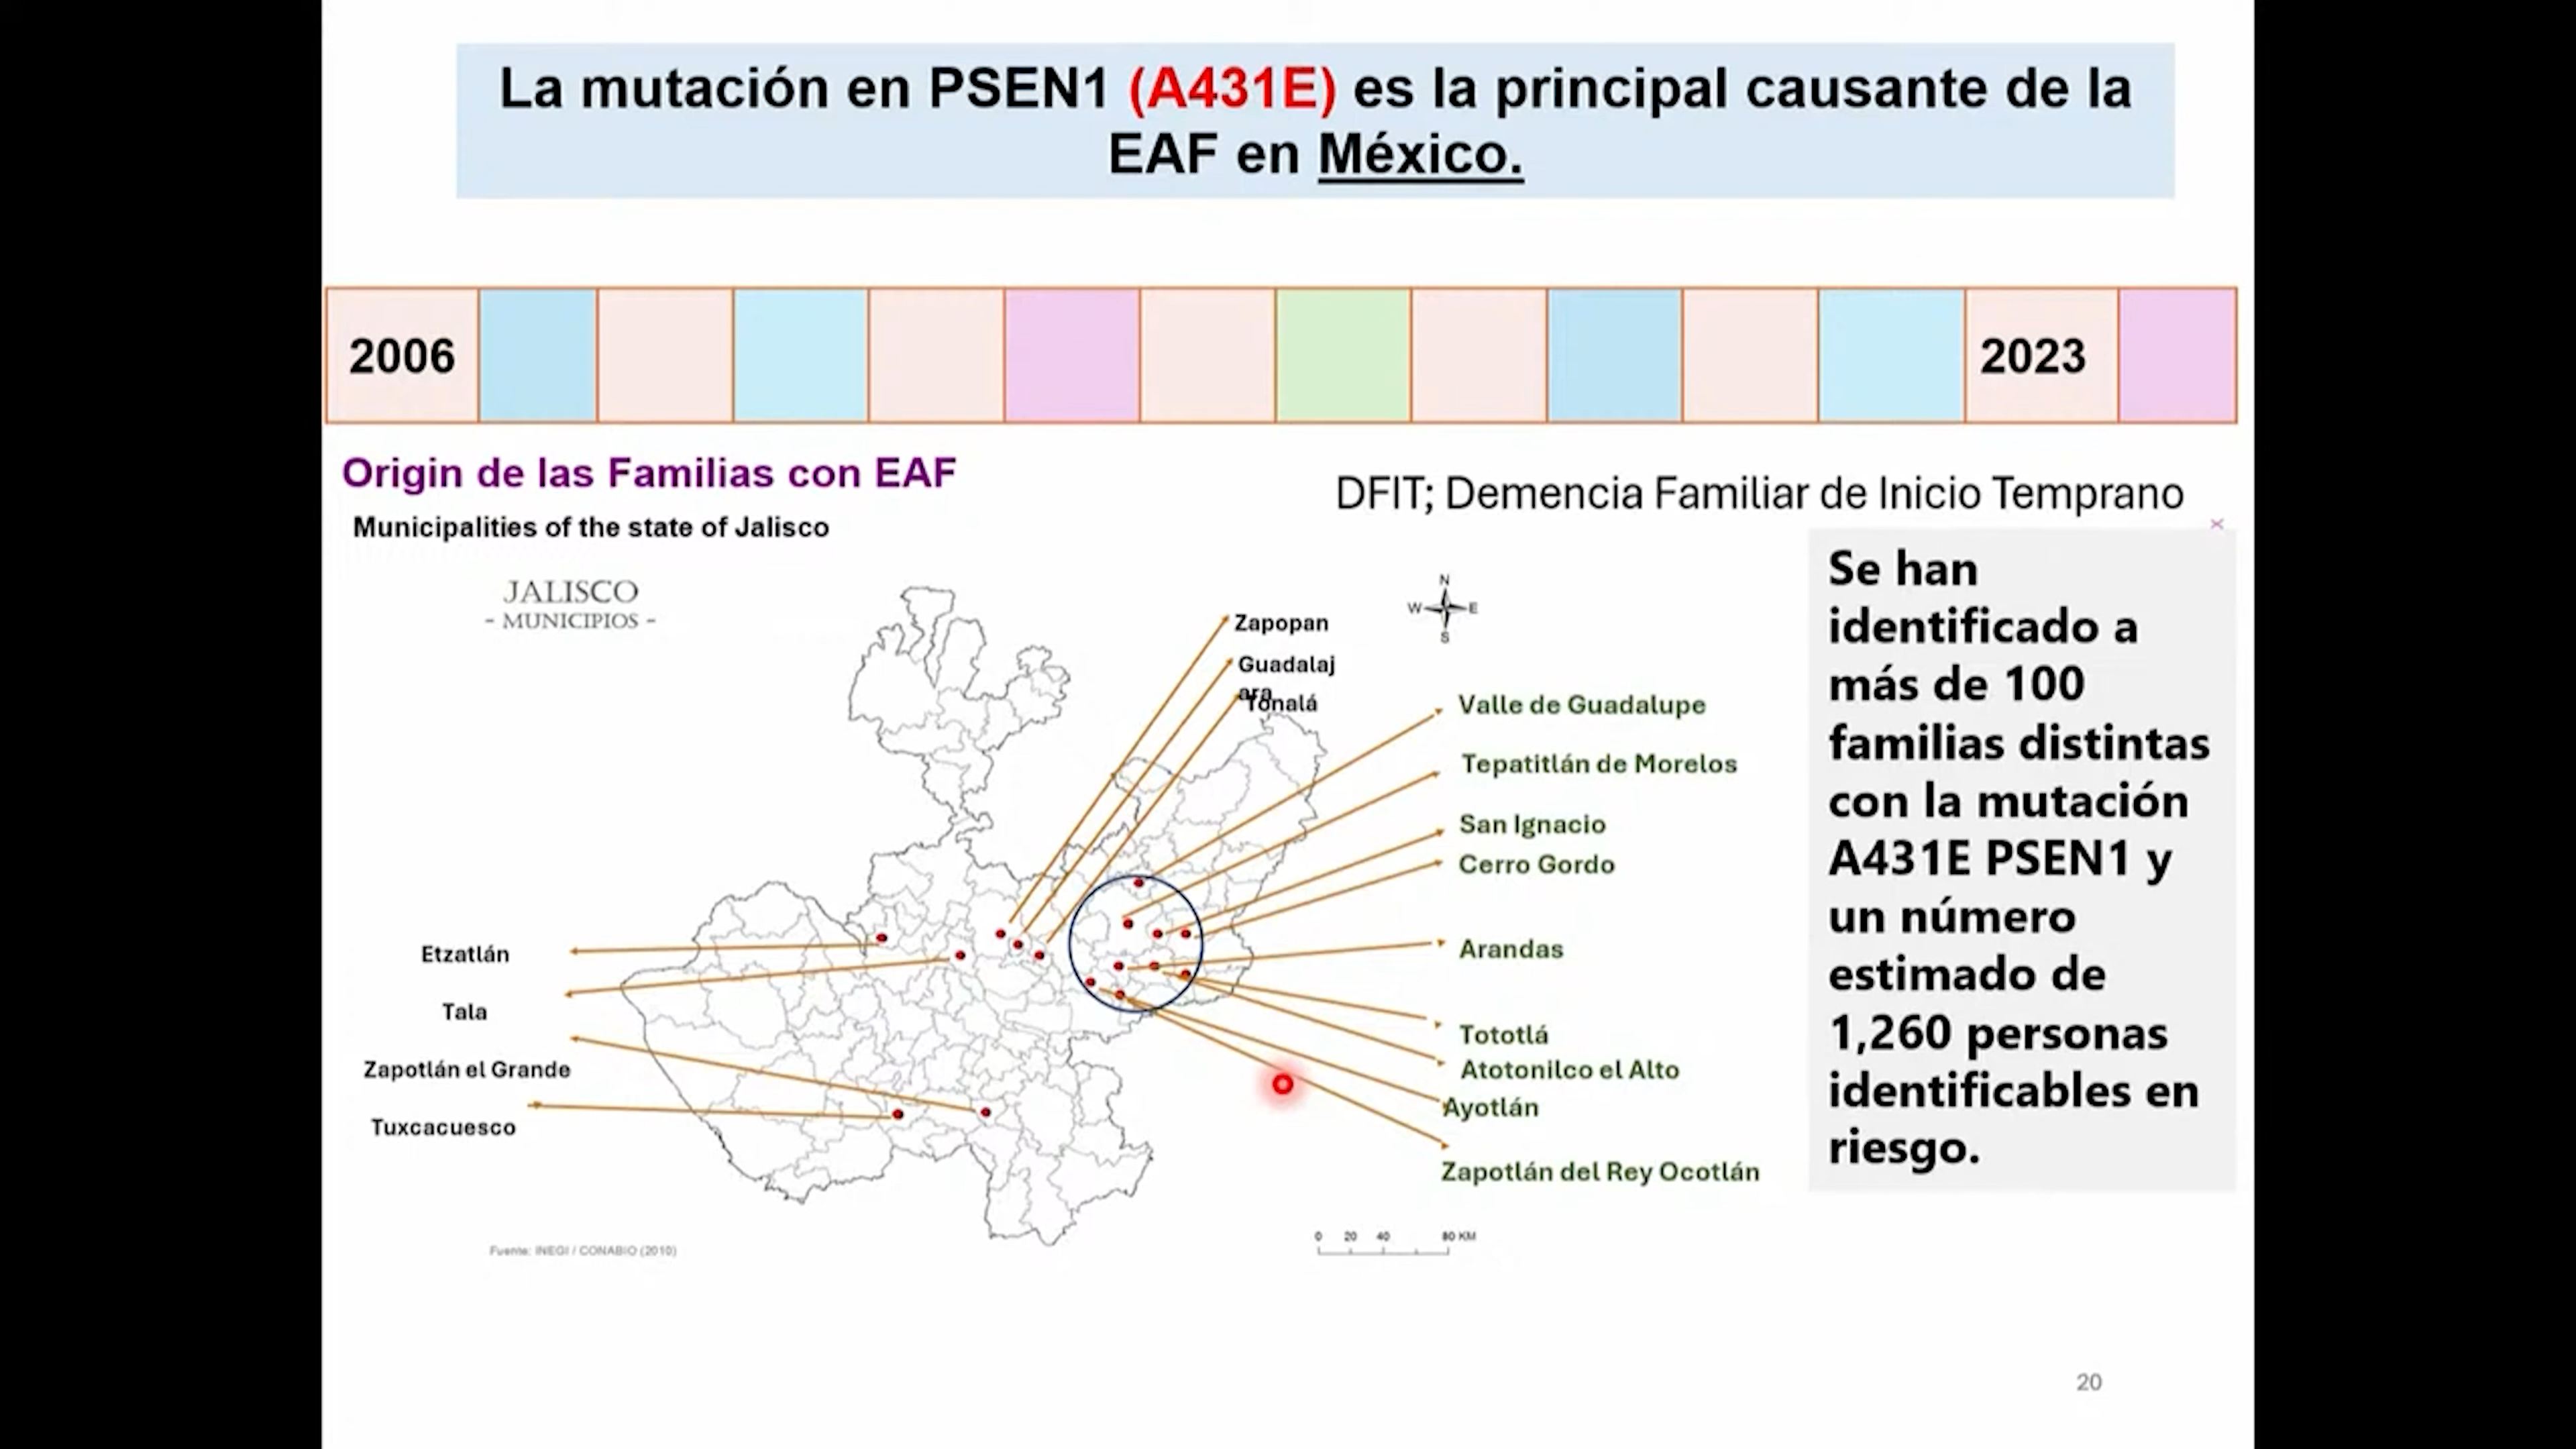 La mutación en PSEN1 (A431E) es la principal causante de la
EAF en México.
2006
2023
Origin de las Familias con EAF
Municipalities of the state of Jalisco
DFIT; Demencia Familiar de Inicio Temprano
JALISCO
- MUNICIPIOS -
N
W
E
S
Zapopan
Guadalaj
ara
Tonalá
Valle de Guadalupe
Tepatitlán de Morelos
San Ignacio
Cerro Gordo
Arandas
Tototlá
Atotonilco el Alto
Ayotlán
Zapotlán del Rey Ocotlán
Etzatlán
Tala
Zapotlán el Grande
Tuxcacuesco
Se han
identificado a
más de 100
familias distintas
con la mutación
A431E PSEN1 y
un número
estimado de
1,260 personas
identificables en
riesgo.
0 20 40 80 KM
Fuente: INEGI / CONABIO (2010)
20